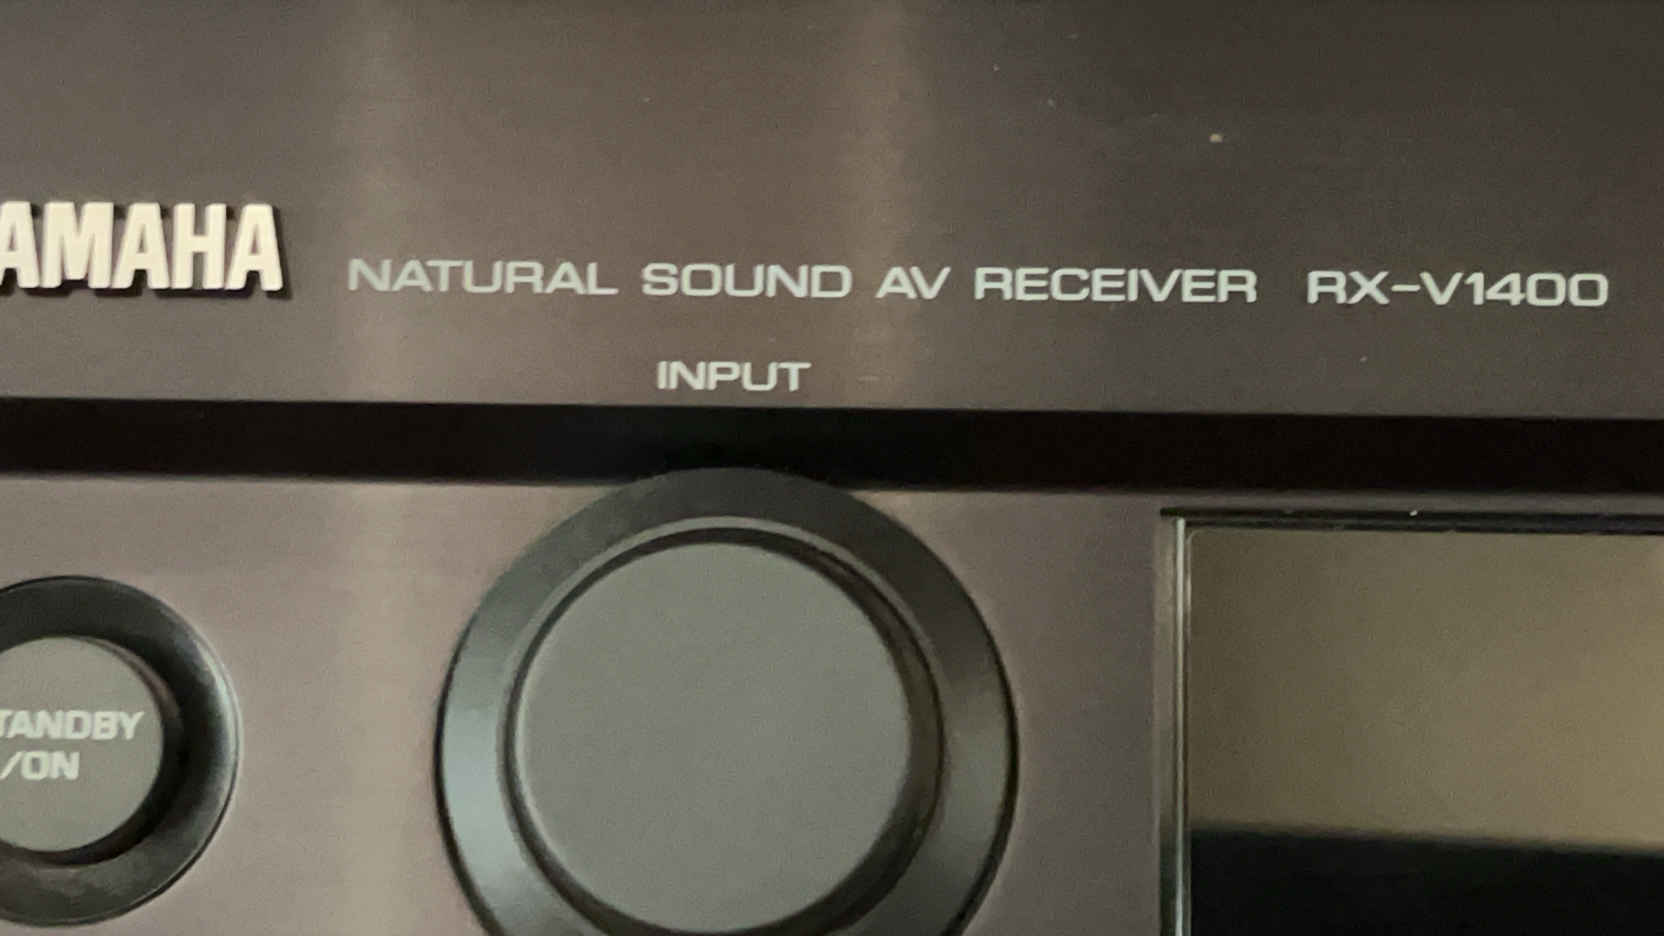 AMAHA NATURAL SOUND AV RECEIVER RX-V1400
INPUT
TANDBY
/ON